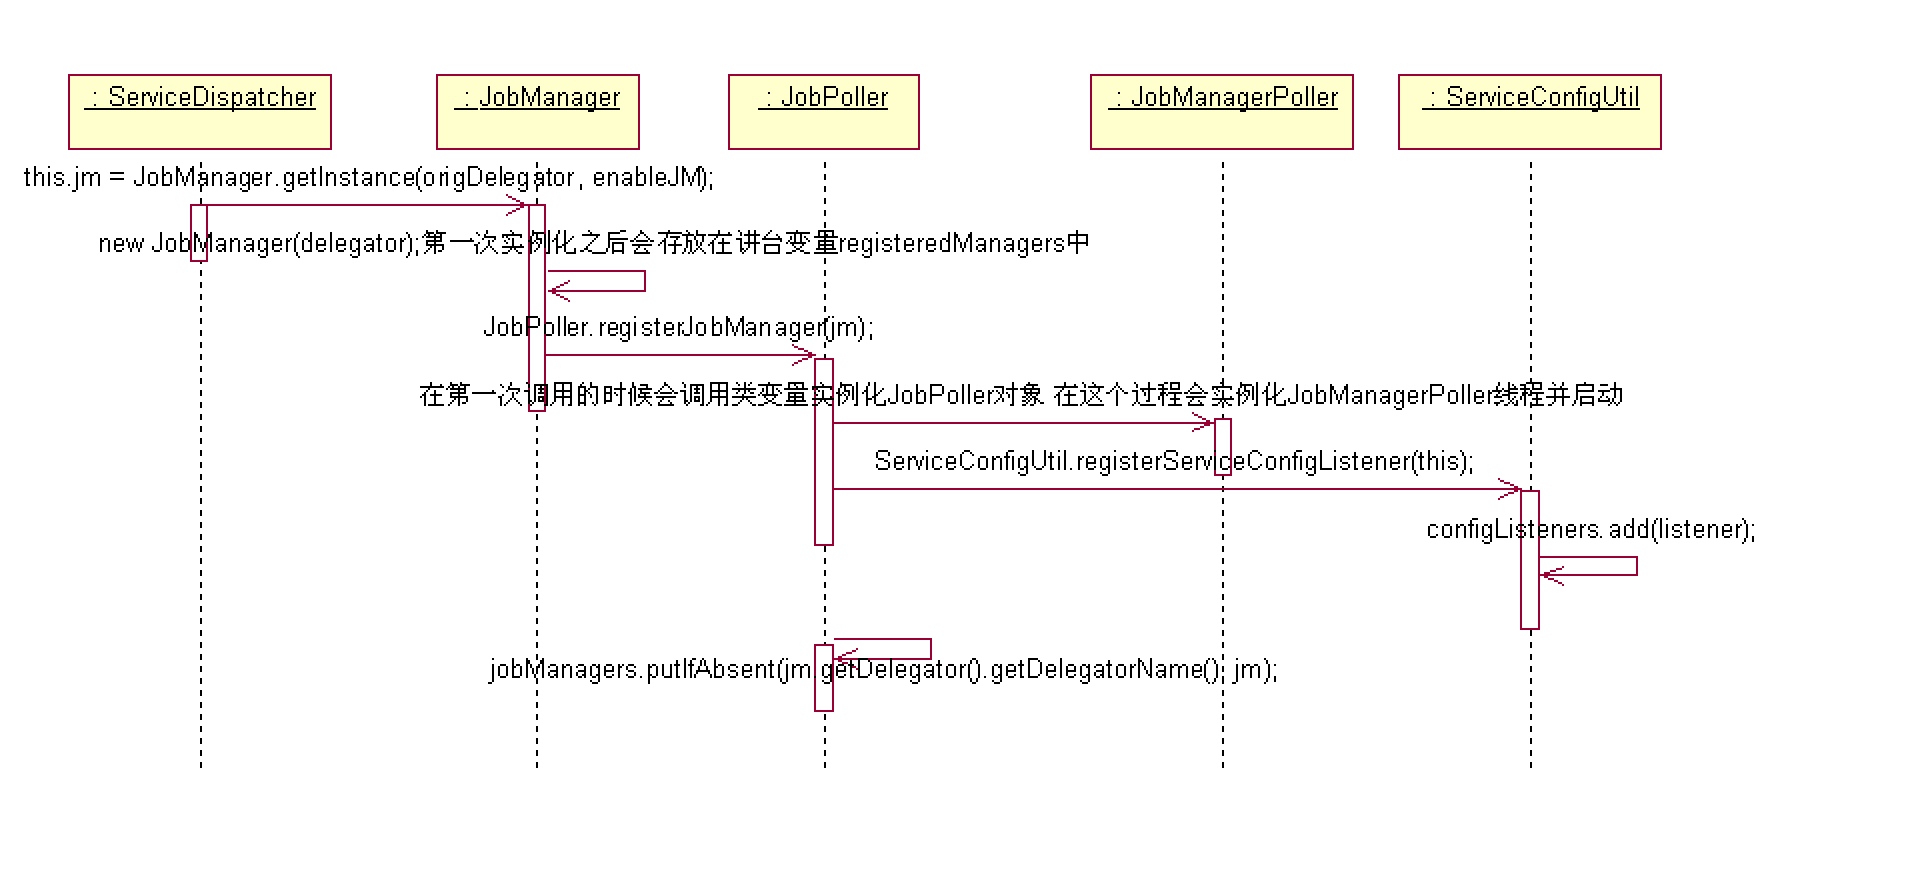 : ServiceDispatcher
: JobManager
: JobPoller
: JobManagerPoller
: ServiceConfigUtil
this.jm = JobManager.getInstance(origDelegator, enableJM);
new JobManager(delegator);第一次实例化之后会存放在讲台变量registeredManagers中
JobPoller.registerJobManager(jm);
在第一次调用的时候会调用类变量实例化JobPoller对象 在这个过程会实例化JobManagerPoller线程并启动
ServiceConfigUtil.registerServiceConfigListener(this);
configListeners.add(listener);
jobManagers.putIfAbsent(jm.getDelegator().getDelegatorName(), jm);